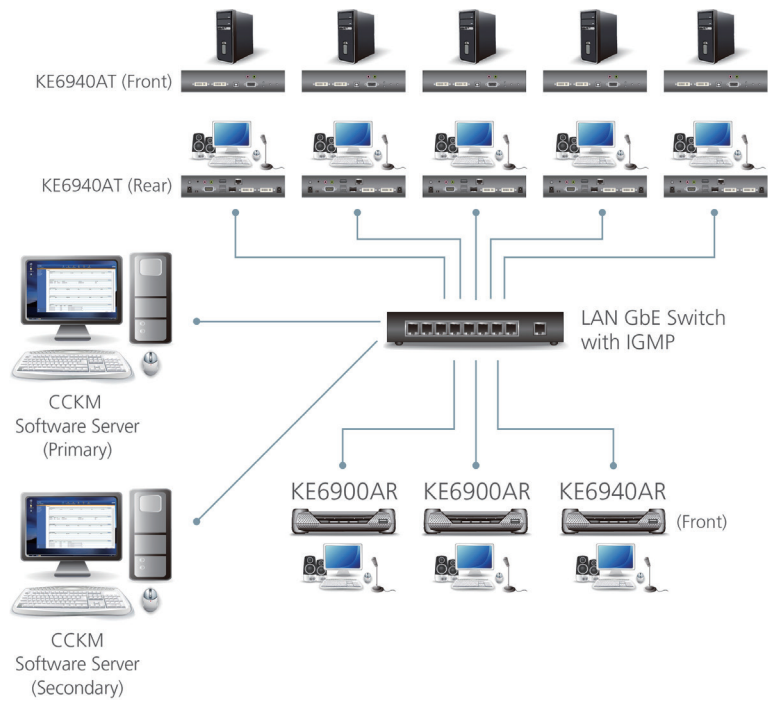 KE6940AT (Front)
KE6940AT (Rear)
LAN GbE Switch
with IGMP
CCKM
Software Server
(Primary)
KE6900AR
KE6900AR
KE6940AR
(Front)
CCKM
Software Server
(Secondary)